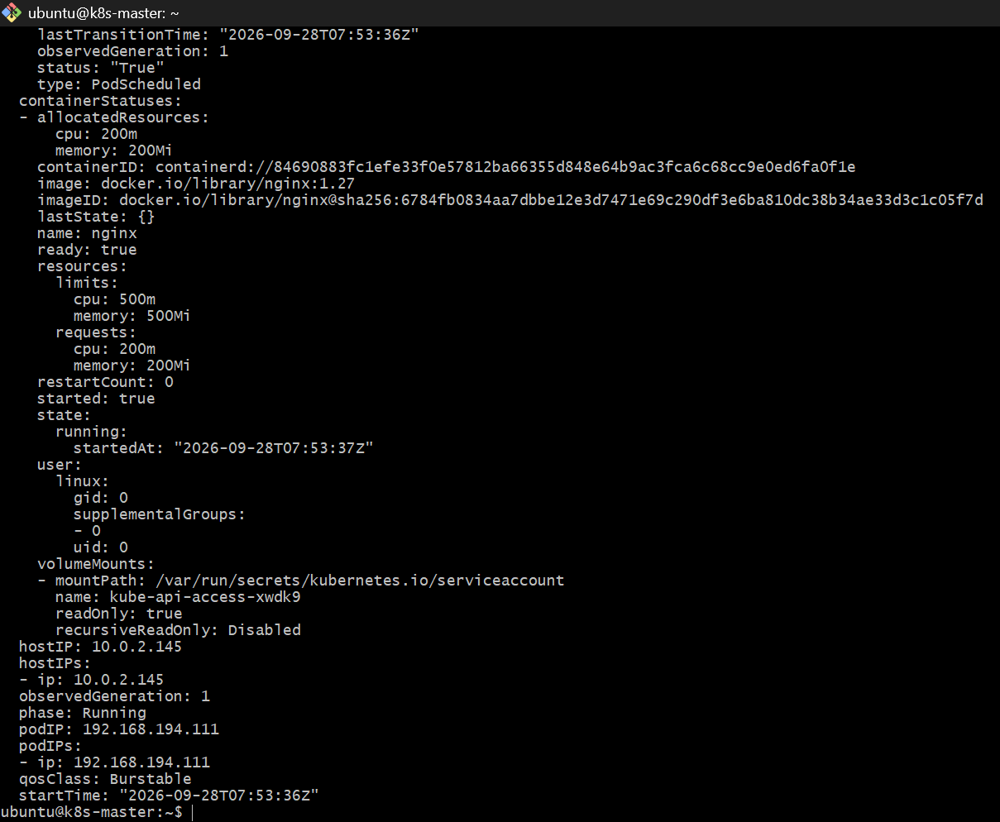 ubuntu@k8s-master: ~
    lastTransitionTime: "2026-09-28T07:53:36Z"
    observedGeneration: 1
    status: "True"
    type: PodScheduled
  containerStatuses:
  - allocatedResources:
      cpu: 200m
      memory: 200Mi
    containerID: containerd://84690883fc1efe33f0e57812ba66355d848e64b9ac3fca6c68cc9e0ed6fa0f1e
    image: docker.io/library/nginx:1.27
    imageID: docker.io/library/nginx@sha256:6784fb0834aa7dbbe12e3d7471e69c290df3e6ba810dc38b34ae33d3c1c05f7d
    lastState: {}
    name: nginx
    ready: true
    resources:
      limits:
        cpu: 500m
        memory: 500Mi
      requests:
        cpu: 200m
        memory: 200Mi
    restartCount: 0
    started: true
    state:
      running:
        startedAt: "2026-09-28T07:53:37Z"
    user:
      linux:
        gid: 0
        supplementalGroups:
        - 0
        uid: 0
    volumeMounts:
    - mountPath: /var/run/secrets/kubernetes.io/serviceaccount
      name: kube-api-access-xwdk9
      readOnly: true
      recursiveReadOnly: Disabled
  hostIP: 10.0.2.145
  hostIPs:
  - ip: 10.0.2.145
  observedGeneration: 1
  phase: Running
  podIP: 192.168.194.111
  podIPs:
  - ip: 192.168.194.111
  qosClass: Burstable
  startTime: "2026-09-28T07:53:36Z"
ubuntu@k8s-master:~$